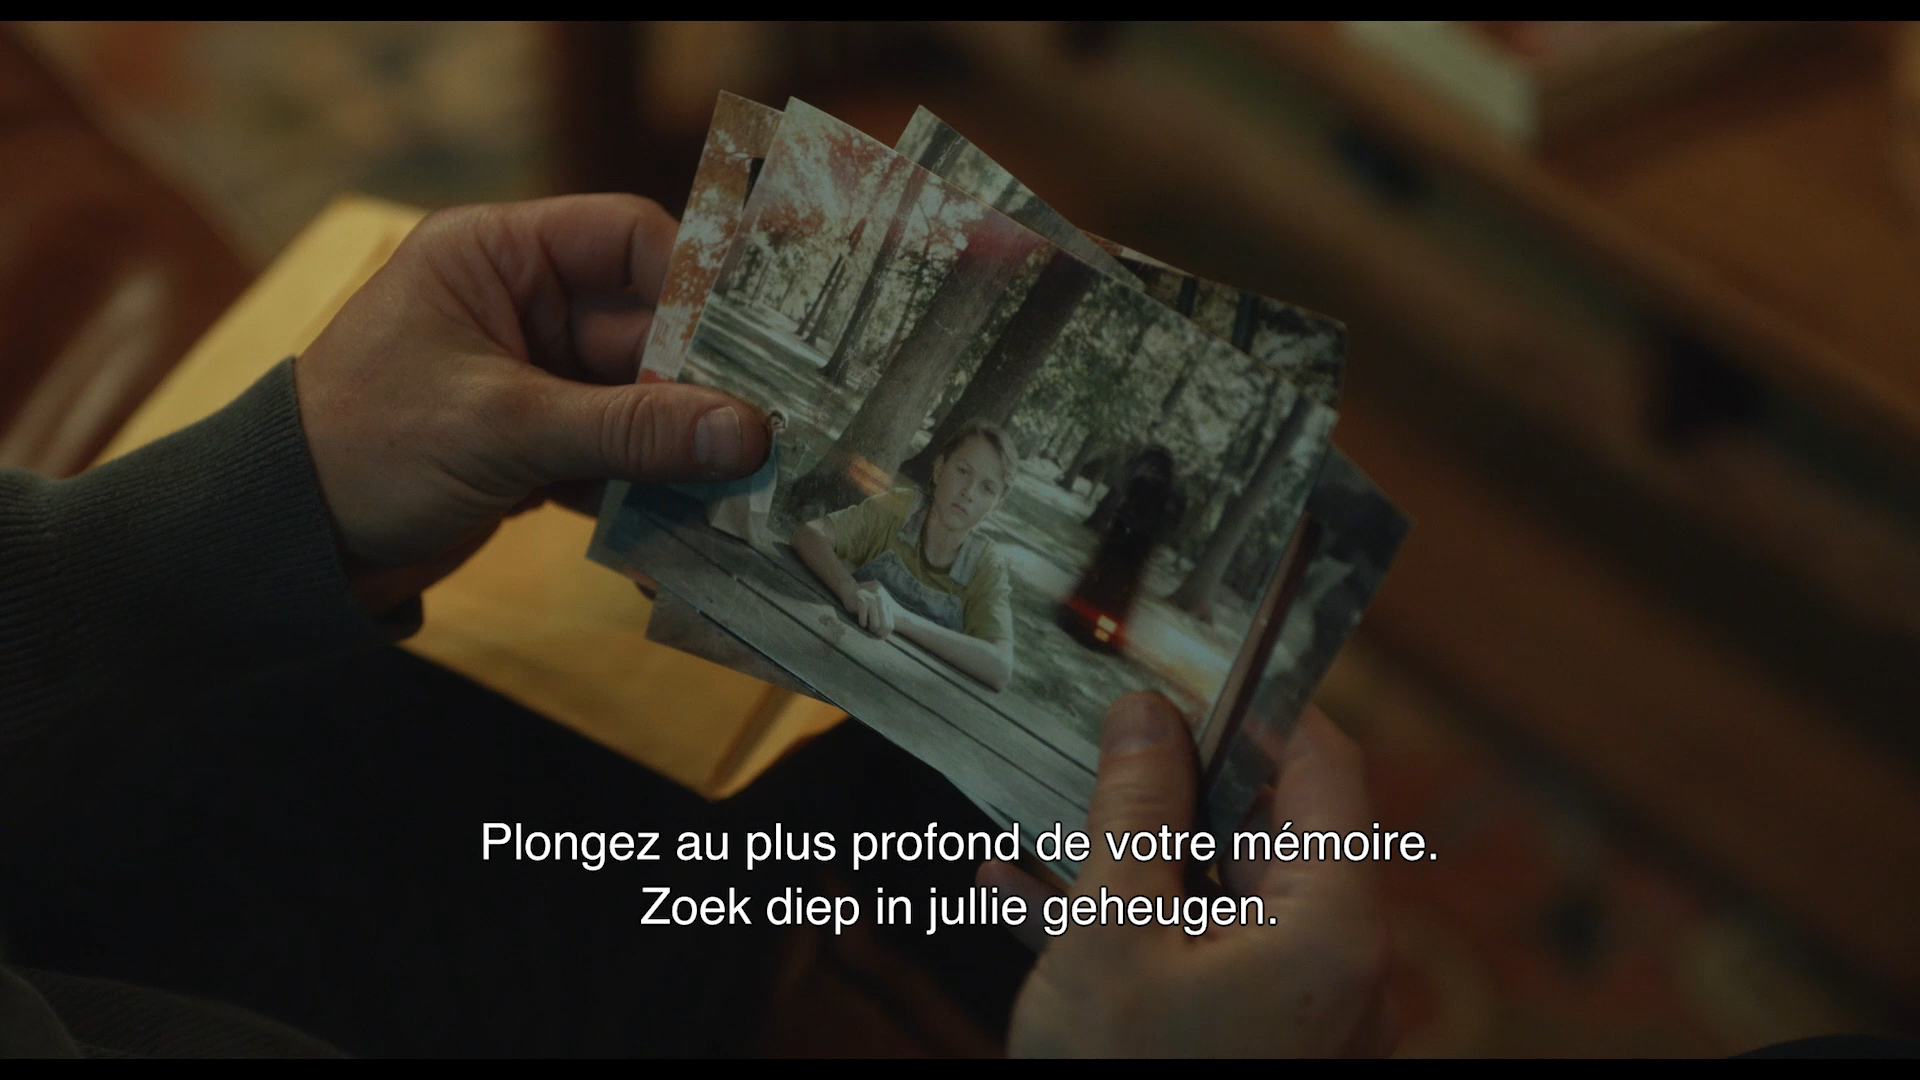 Plongez au plus profond de votre mémoire.
Zoek diep in jullie geheugen.